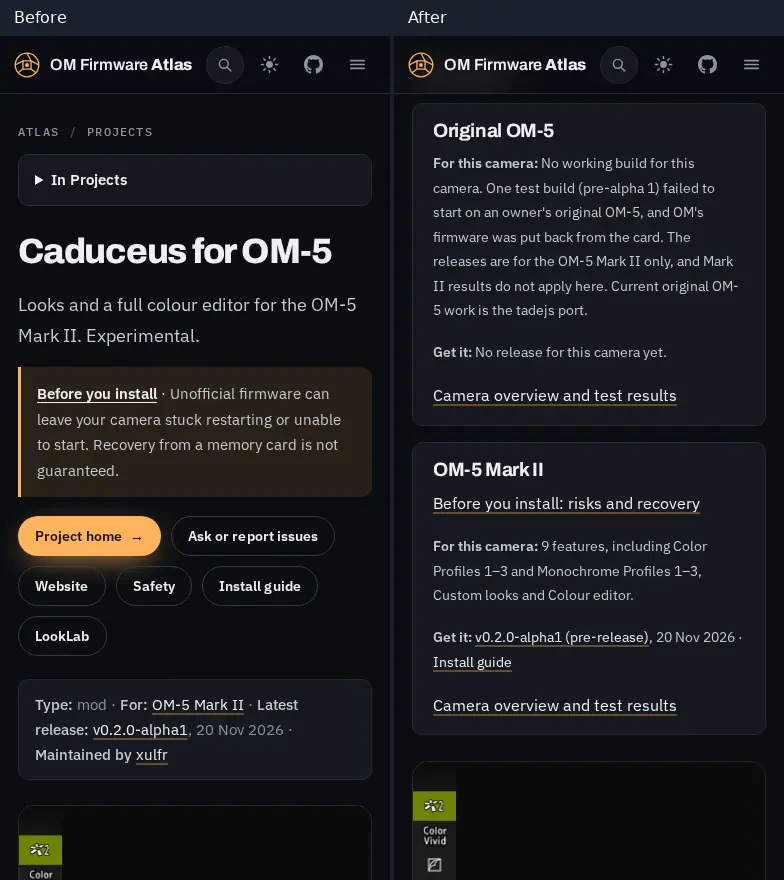 Before
OM Firmware Atlas
ATLAS / PROJECTS
In Projects
Caduceus for OM-5
Looks and a full colour editor for the OM-5
Mark II. Experimental.
Before you install · Unofficial firmware can
leave your camera stuck restarting or unable
to start. Recovery from a memory card is not
guaranteed.
Project home →
Ask or report issues
Website
Safety
Install guide
LookLab
Type: mod · For: OM-5 Mark II · Latest
release: v0.2.0-alpha1, 20 Nov 2026 ·
Maintained by xulfr
2
Color
After
OM Firmware Atlas
Original OM-5
For this camera: No working build for this
camera. One test build (pre-alpha 1) failed to
start on an owner's original OM-5, and OM's
firmware was put back from the card. The
releases are for the OM-5 Mark II only, and Mark
II results do not apply here. Current original OM-
5 work is the tadejs port.
Get it: No release for this camera yet.
Camera overview and test results
OM-5 Mark II
Before you install: risks and recovery
For this camera: 9 features, including Color
Profiles 1–3 and Monochrome Profiles 1–3,
Custom looks and Colour editor.
Get it: v0.2.0-alpha1 (pre-release), 20 Nov 2026 ·
Install guide
Camera overview and test results
2
Color
Vivid